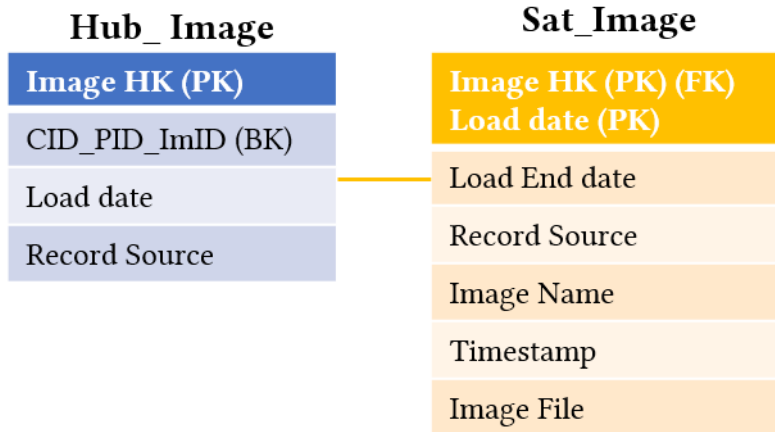 Hub_ Image
Image HK (PK)
CID_PID_ImID (BK)
Load date
Record Source
Sat_Image
Image HK (PK) (FK)
Load date (PK)
Load End date
Record Source
Image Name
Timestamp
Image File